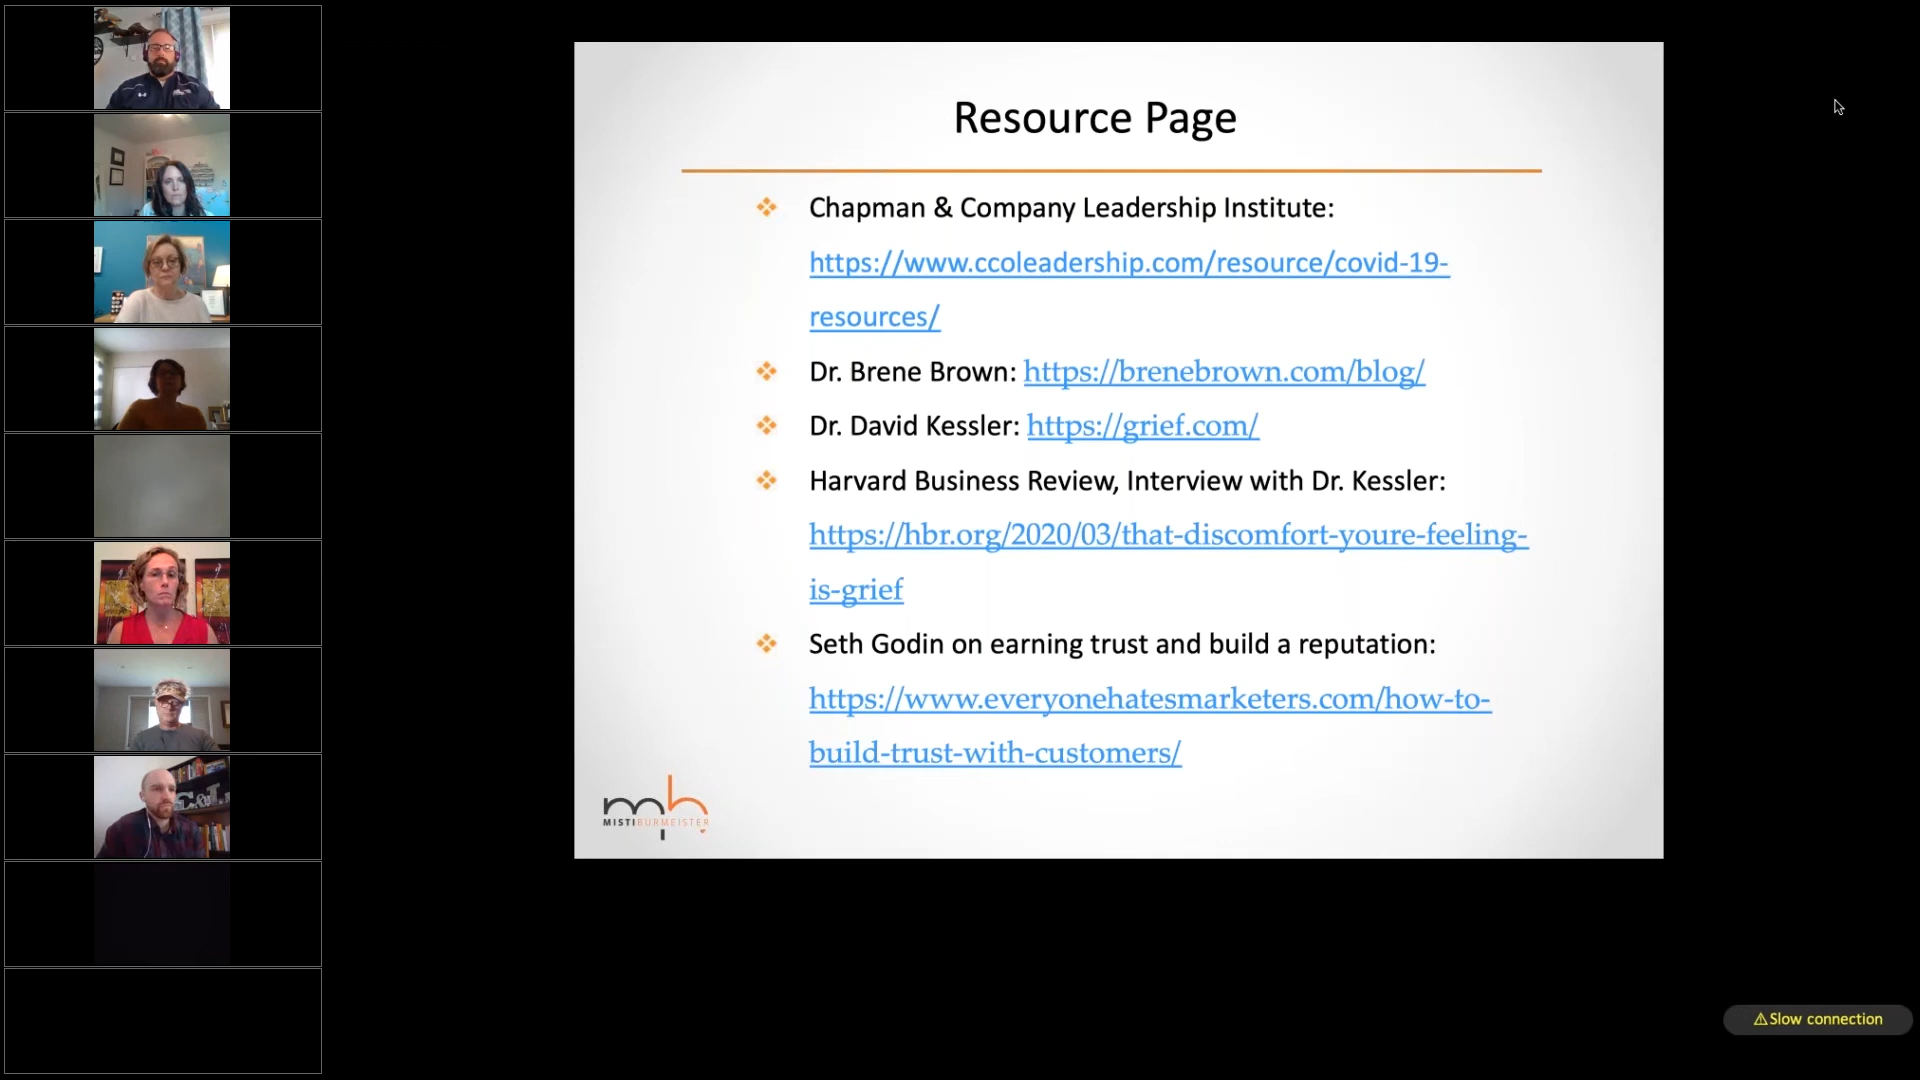 Resource Page
Chapman & Company Leadership Institute:
https://www.ccoleadership.com/resource/covid-19-
resources/
Dr. Brene Brown: https://brenebrown.com/blog/
Dr. David Kessler: https://grief.com/
Harvard Business Review, Interview with Dr. Kessler:
https://hbr.org/2020/03/that-discomfort-youre-feeling-
is-grief
Seth Godin on earning trust and build a reputation:
https://www.everyonehatesmarketers.com/how-to-
build-trust-with-customers/
mb
MISTIBURMEISTER
Slow connection